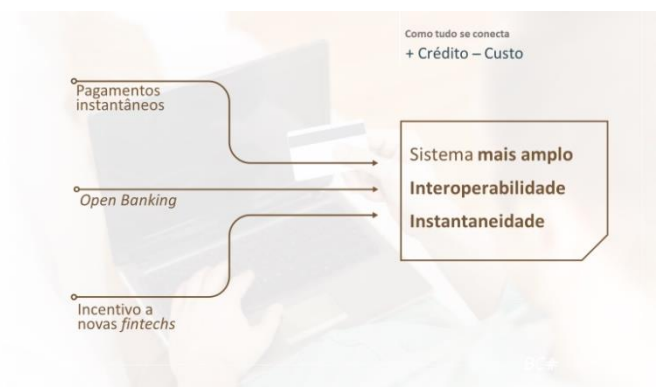 Como tudo se conecta
+ Crédito – Custo
Pagamentos
instantâneos
Open Banking
Incentivo a
novas fintechs
Sistema mais amplo
Interoperabilidade
Instantaneidade